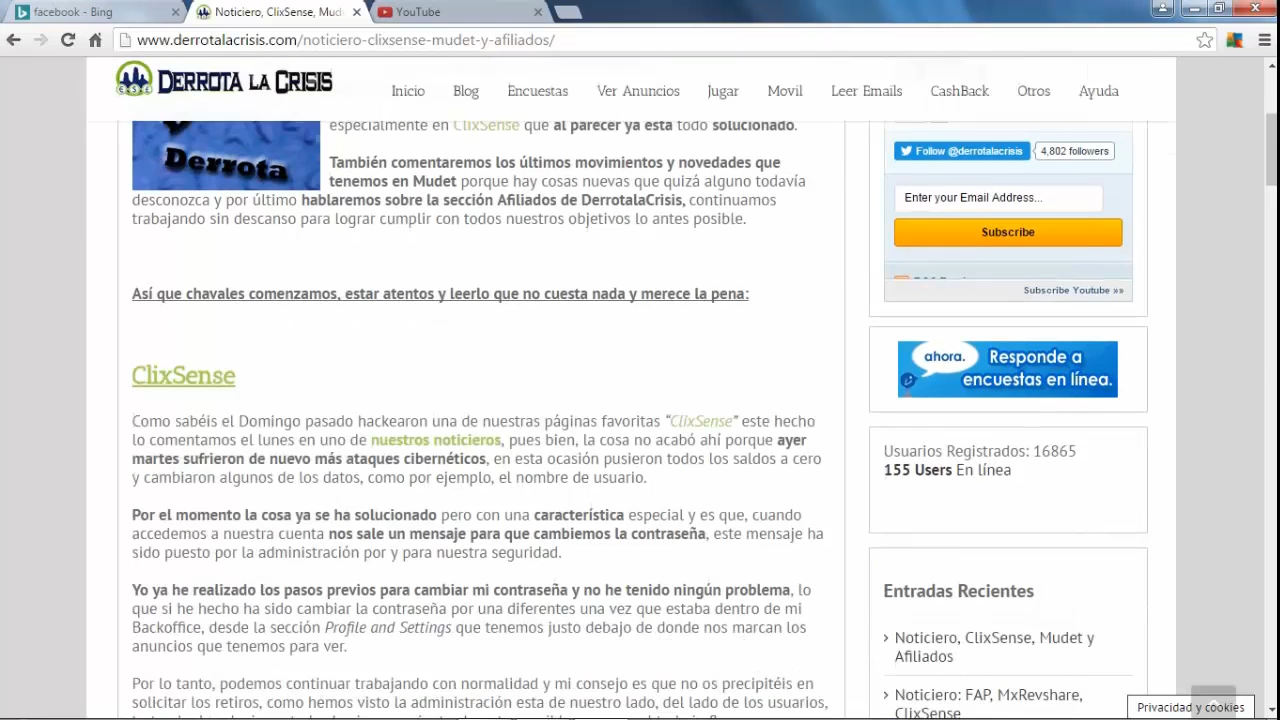 facebook - Bing
Noticiero, ClixSense, Mud
YouTube
www.derrotalacrisis.com/noticiero-clixsense-mudet-y-afiliados/
DERROTA LA CRISIS
Inicio Blog Encuestas Ver Anuncios Jugar Movil Leer Emails CashBack Otros Ayuda
Derrota
especialmente en ClixSense que al parecer ya esta todo solucionado.
También comentaremos los últimos movimientos y novedades que
tenemos en Mudet porque hay cosas nuevas que quizá alguno todavía
desconozca y por último hablaremos sobre la sección Afiliados de DerrotalaCrisis, continuamos
trabajando sin descanso para lograr cumplir con todos nuestros objetivos lo antes posible.
Así que chavales comenzamos, estar atentos y leerlo que no cuesta nada y merece la pena:
ClixSense
Como sabéis el Domingo pasado hackearon una de nuestras páginas favoritas “ClixSense” este hecho
lo comentamos el lunes en uno de nuestros noticieros, pues bien, la cosa no acabó ahí porque ayer
martes sufrieron de nuevo más ataques cibernéticos, en esta ocasión pusieron todos los saldos a cero
y cambiaron algunos de los datos, como por ejemplo, el nombre de usuario.
Por el momento la cosa ya se ha solucionado pero con una característica especial y es que, cuando
accedemos a nuestra cuenta nos sale un mensaje para que cambiemos la contraseña, este mensaje ha
sido puesto por la administración por y para nuestra seguridad.
Yo ya he realizado los pasos previos para cambiar mi contraseña y no he tenido ningún problema, lo
que si he hecho ha sido cambiar la contraseña por una diferentes una vez que estaba dentro de mi
Backoffice, desde la sección Profile and Settings que tenemos justo debajo de donde nos marcan los
anuncios que tenemos para ver.
Por lo tanto, podemos continuar trabajando con normalidad y mi consejo es que no os precipitéis en
solicitar los retiros, como hemos visto la administración esta de nuestro lado, del lado de los usuarios,
Follow @derrotalacrisis 4,802 followers
Enter your Email Address...
Subscribe
Subscribe Youtube »»
ahora. Responde a
encuestas en línea.
Usuarios Registrados: 16865
155 Users En línea
Entradas Recientes
Noticiero, ClixSense, Mudet y
Afiliados
Noticiero: FAP, MxRevshare,
ClixSense
Privacidad y cookies